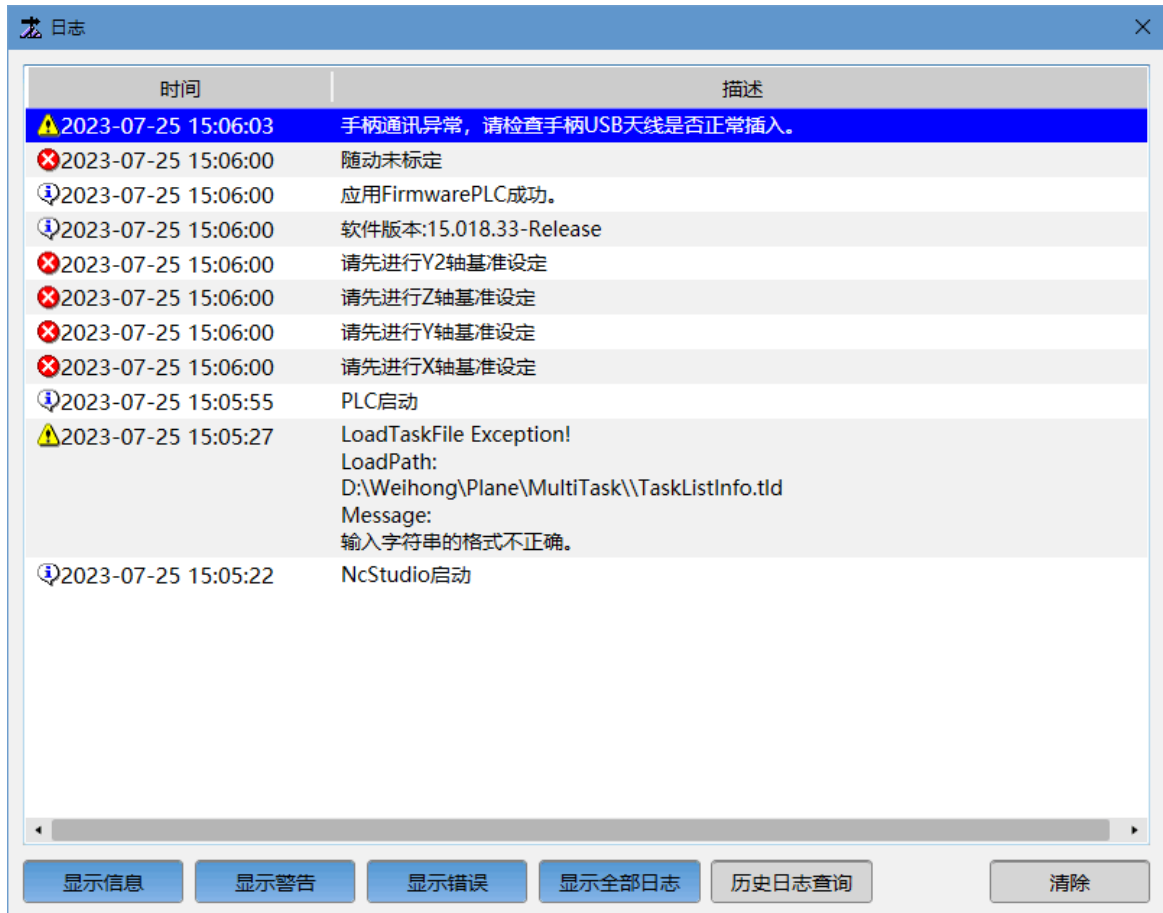 日志
时间 描述
2023-07-25 15:06:03 手柄通讯异常，请检查手柄USB天线是否正常插入。
2023-07-25 15:06:00 随动未标定
2023-07-25 15:06:00 应用FirmwarePLC成功。
2023-07-25 15:06:00 软件版本:15.018.33-Release
2023-07-25 15:06:00 请先进行Y2轴基准设定
2023-07-25 15:06:00 请先进行Z轴基准设定
2023-07-25 15:06:00 请先进行Y轴基准设定
2023-07-25 15:06:00 请先进行X轴基准设定
2023-07-25 15:05:55 PLC启动
2023-07-25 15:05:27 LoadTaskFile Exception!
LoadPath:
D:\Weihong\Plane\MultiTask\\TaskListInfo.tld
Message:
输入字符串的格式不正确。
2023-07-25 15:05:22 NcStudio启动
显示信息 显示警告 显示错误 显示全部日志 历史日志查询 清除